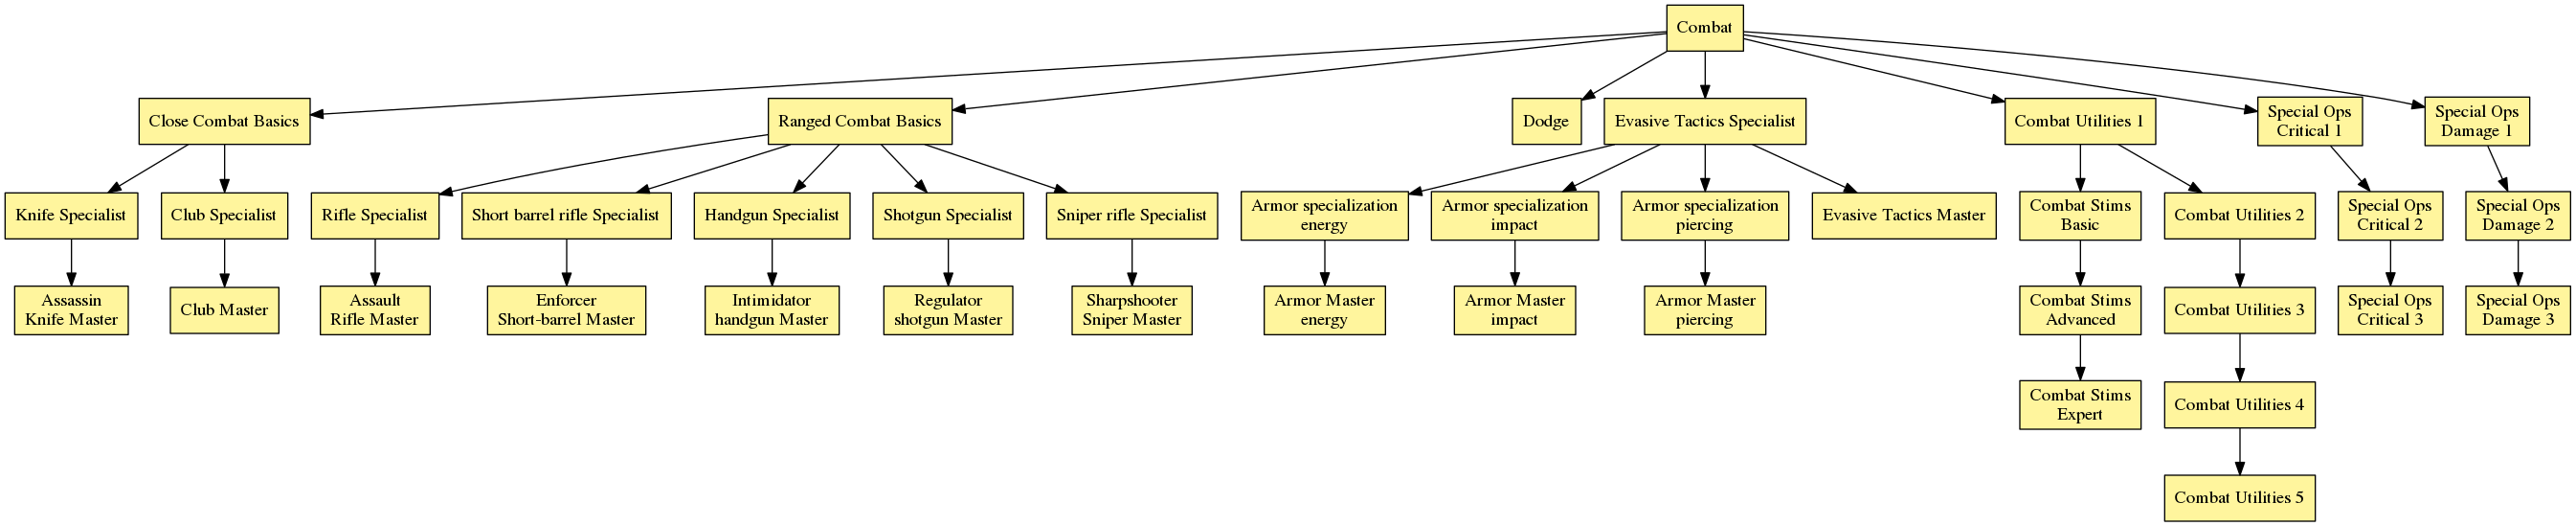 Combat
Close Combat Basics
Ranged Combat Basics
Dodge
Evasive Tactics Specialist
Combat Utilities 1
Special Ops
Critical 1
Special Ops
Damage 1
Knife Specialist
Club Specialist
Rifle Specialist
Short barrel rifle Specialist
Handgun Specialist
Shotgun Specialist
Sniper rifle Specialist
Armor specialization
energy
Armor specialization
impact
Armor specialization
piercing
Evasive Tactics Master
Combat Stims
Basic
Combat Utilities 2
Special Ops
Critical 2
Special Ops
Damage 2
Assassin
Knife Master
Club Master
Assault
Rifle Master
Enforcer
Short-barrel Master
Intimidator
handgun Master
Regulator
shotgun Master
Sharpshooter
Sniper Master
Armor Master
energy
Armor Master
impact
Armor Master
piercing
Combat Stims
Advanced
Combat Utilities 3
Special Ops
Critical 3
Special Ops
Damage 3
Combat Stims
Expert
Combat Utilities 4
Combat Utilities 5